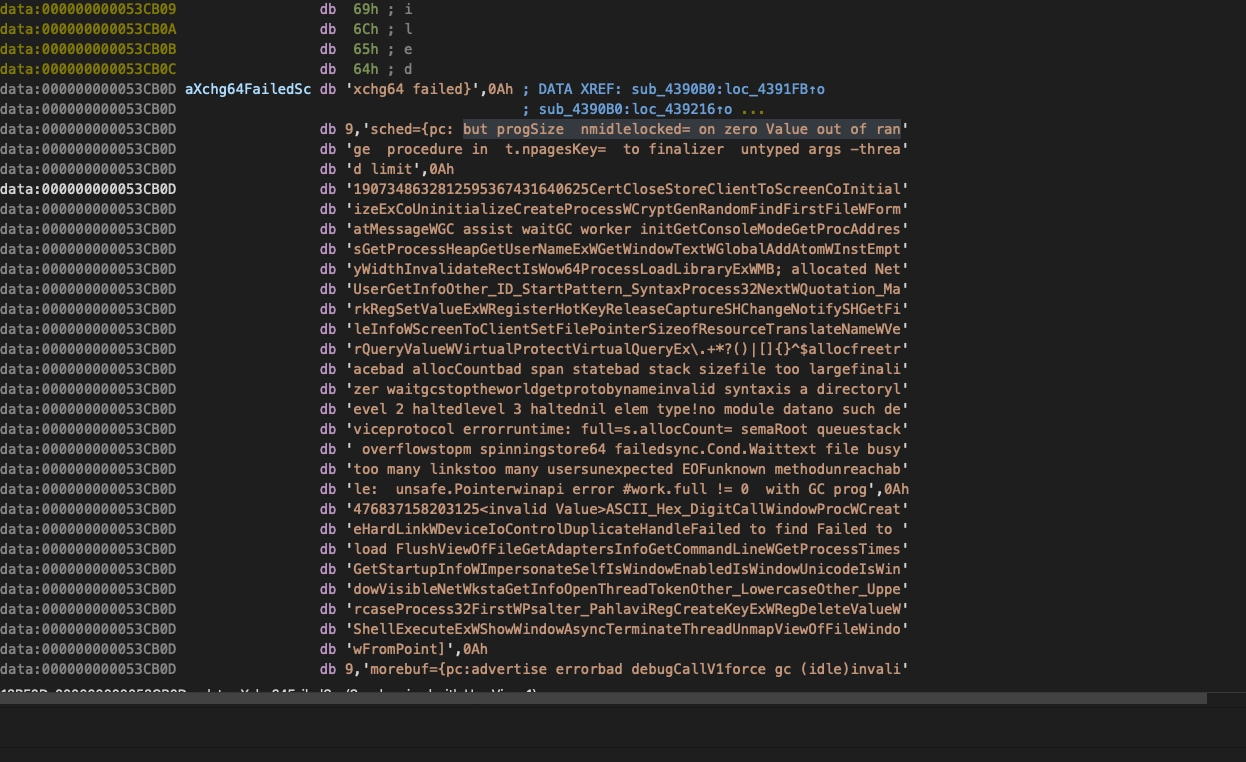 data:000000000053CB09 db 69h ; i
data:000000000053CB0A db 6Ch ; l
data:000000000053CB0B db 65h ; e
data:000000000053CB0C db 64h ; d
data:000000000053CB0D aXchg64FailedSc db 'xchg64 failed}',0Ah ; DATA XREF: sub_4390B0:loc_4391FB↑o
data:000000000053CB0D ; sub_4390B0:loc_439216↑o ...
data:000000000053CB0D db 9,'sched={pc: but progSize  nmidlelocked= on zero Value out of ran'
data:000000000053CB0D db 'ge  procedure in  t.npagesKey=  to finalizer  untyped args -threa'
data:000000000053CB0D db 'd limit',0Ah
data:000000000053CB0D db '1907348632812595367431640625CertCloseStoreClientToScreenCoInitial'
data:000000000053CB0D db 'izeExCoUninitializeCreateProcessWCryptGenRandomFindFirstFileWForm'
data:000000000053CB0D db 'atMessageWGC assist waitGC worker initGetConsoleModeGetProcAddres'
data:000000000053CB0D db 'sGetProcessHeapGetUserNameExWGetWindowTextWGlobalAddAtomWInstEmpt'
data:000000000053CB0D db 'yWidthInvalidateRectIsWow64ProcessLoadLibraryExWMB; allocated Net'
data:000000000053CB0D db 'UserGetInfoOther_ID_StartPattern_SyntaxProcess32NextWQuotation_Ma'
data:000000000053CB0D db 'rkRegSetValueExWRegisterHotKeyReleaseCaptureSHChangeNotifySHGetFi'
data:000000000053CB0D db 'leInfoWScreenToClientSetFilePointerSizeofResourceTranslateNameWVe'
data:000000000053CB0D db 'rQueryValueWVirtualProtectVirtualQueryEx\.+*?()|[]{}^$allocfreetr'
data:000000000053CB0D db 'acebad allocCountbad span statebad stack sizefile too largefinali'
data:000000000053CB0D db 'zer waitgcstoptheworldgetprotobynameinvalid syntaxis a directoryl'
data:000000000053CB0D db 'evel 2 haltedlevel 3 haltednil elem type!no module datano such de'
data:000000000053CB0D db 'viceprotocol errorruntime: full=s.allocCount= semaRoot queuestack'
data:000000000053CB0D db ' overflowstopm spinningstore64 failedsync.Cond.Waittext file busy'
data:000000000053CB0D db 'too many linkstoo many usersunexpected EOFunknown methodunreachab'
data:000000000053CB0D db 'le:  unsafe.Pointerwinapi error #work.full != 0  with GC prog',0Ah
data:000000000053CB0D db '476837158203125<invalid Value>ASCII_Hex_DigitCallWindowProcWCreat'
data:000000000053CB0D db 'eHardLinkWDeviceIoControlDuplicateHandleFailed to find Failed to '
data:000000000053CB0D db 'load FlushViewOfFileGetAdaptersInfoGetCommandLineWGetProcessTimes'
data:000000000053CB0D db 'GetStartupInfoWImpersonateSelfIsWindowEnabledIsWindowUnicodeIsWin'
data:000000000053CB0D db 'dowVisibleNetWkstaGetInfoOpenThreadTokenOther_LowercaseOther_Uppe'
data:000000000053CB0D db 'rcaseProcess32FirstWPsalter_PahlaviRegCreateKeyExWRegDeleteValueW'
data:000000000053CB0D db 'ShellExecuteExWShowWindowAsyncTerminateThreadUnmapViewOfFileWindo'
data:000000000053CB0D db 'wFromPoint]',0Ah
data:000000000053CB0D db 9,'morebuf={pc:advertise errorbad debugCallV1force gc (idle)invali'